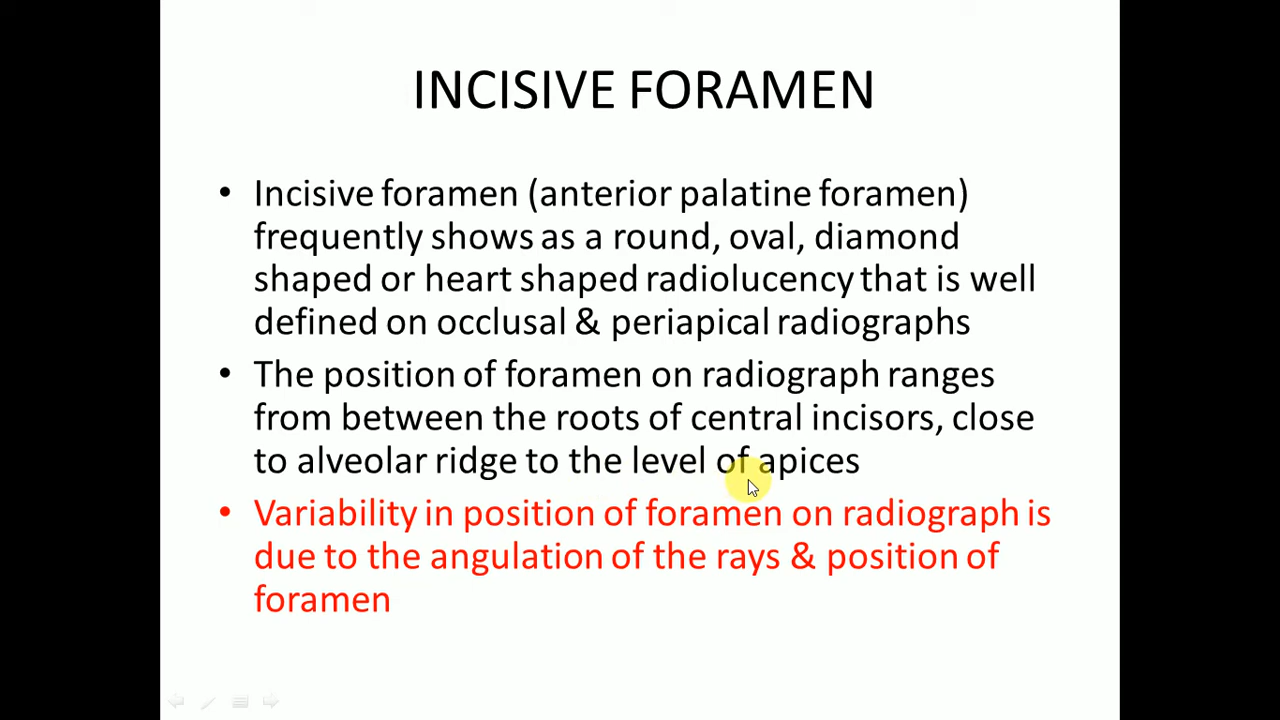 INCISIVE FORAMEN
• Incisive foramen (anterior palatine foramen)
frequently shows as a round, oval, diamond
shaped or heart shaped radiolucency that is well
defined on occlusal & periapical radiographs
• The position of foramen on radiograph ranges
from between the roots of central incisors, close
to alveolar ridge to the level of apices
• Variability in position of foramen on radiograph is
due to the angulation of the rays & position of
foramen